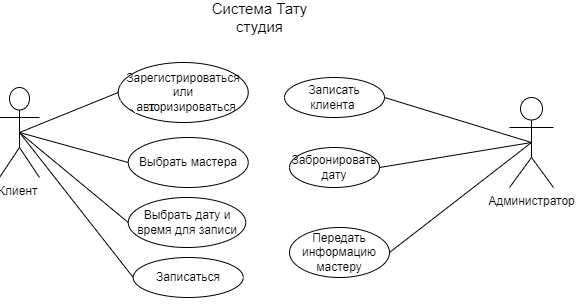 Система Тату
студия
Зарегистрироваться
или
авторизироваться
Записать
клиента
Выбрать мастера
Забронировать
дату
Клиент
Администратор
Выбрать дату и
время для записи
Передать
информацию
мастеру
Записаться